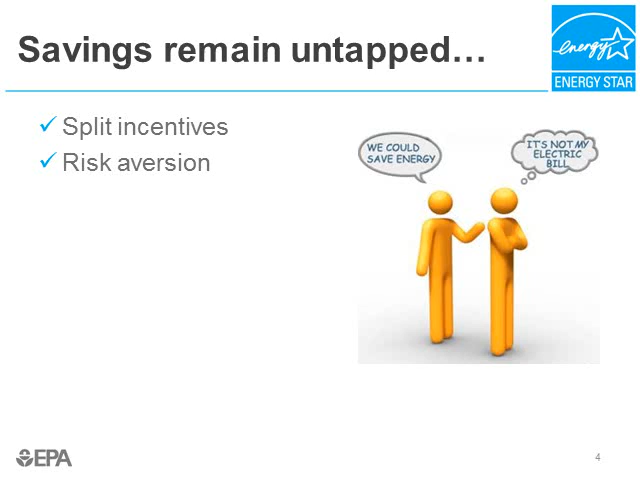 Savings remain untapped…
energy
ENERGY STAR
Split incentives
Risk aversion
WE COULD
SAVE ENERGY
IT'S NOT MY
ELECTRIC
BILL
EPA
4